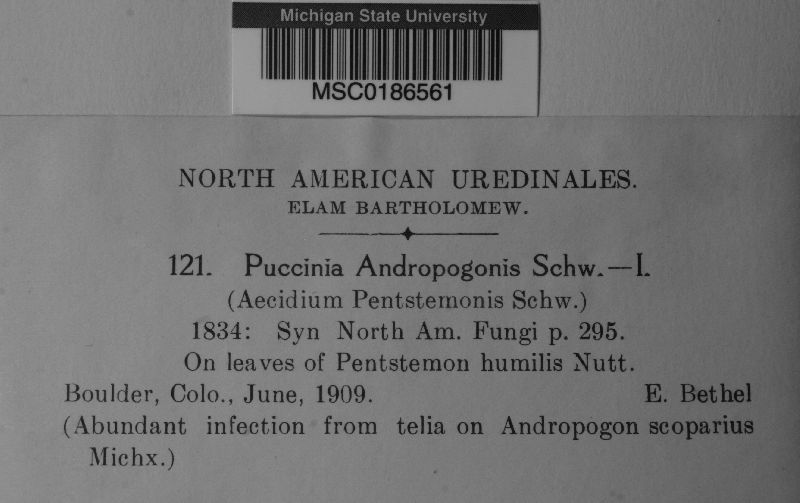 Michigan State University
MSC0186561
NORTH AMERICAN UREDINALES.
ELAM BARTHOLOMEW.
121. Puccinia Andropogonis Schw.—I.
(Aecidium Pentstemonis Schw.)
1834: Syn North Am. Fungi p. 295.
On leaves of Pentstemon humilis Nutt.
Boulder, Colo., June, 1909. E. Bethel
(Abundant infection from telia on Andropogon scoparius
Michx.)